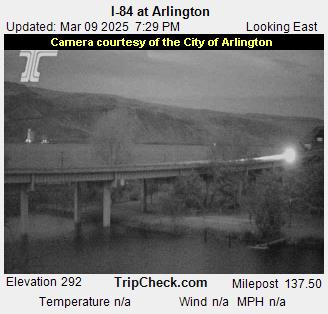 I-84 at Arlington
Updated: Mar 09 2025 7:29 PM Looking East
Camera courtesy of the City of Arlington
Elevation 292 TripCheck.com Milepost 137.50
Temperature n/a Wind n/a MPH n/a